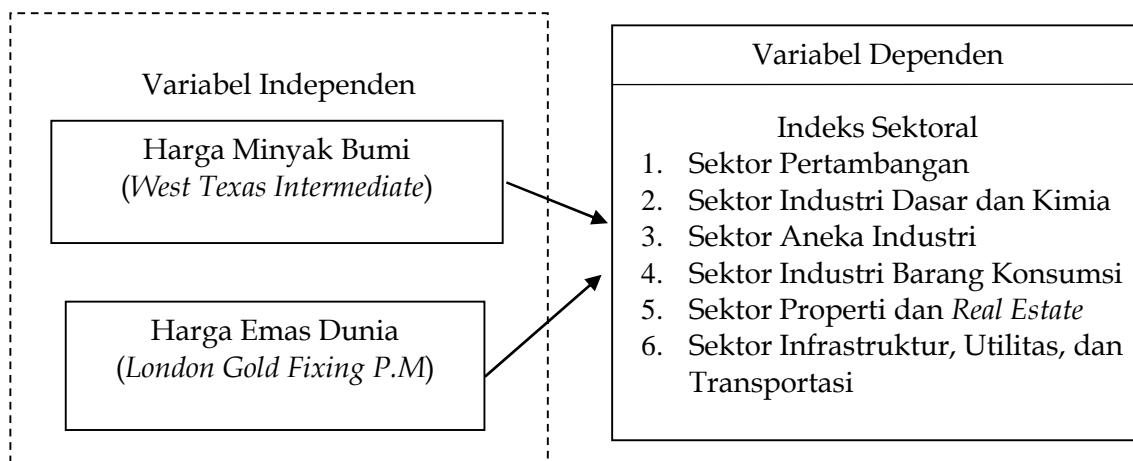 Variabel Independen
Harga Minyak Bumi
(West Texas Intermediate)
Harga Emas Dunia
(London Gold Fixing P.M)
Variabel Dependen
Indeks Sektoral
1. Sektor Pertambangan
2. Sektor Industri Dasar dan Kimia
3. Sektor Aneka Industri
4. Sektor Industri Barang Konsumsi
5. Sektor Properti dan Real Estate
6. Sektor Infrastruktur, Utilitas, dan
Transportasi